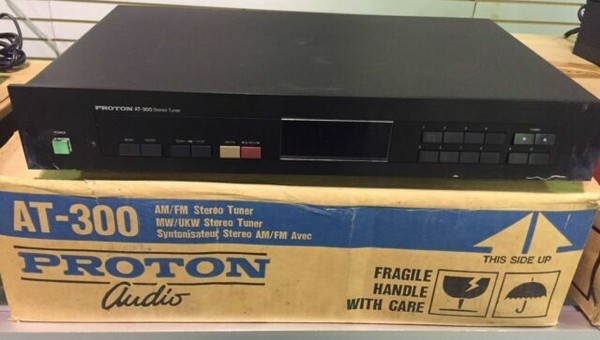 PROTON AT-300 Stereo Tuner
POWER
TUNING
AT-300
AM/FM Stereo Tuner
MW/UKW Stereo Tuner
Syntonisateur Stereo AM/FM Avec
PROTON
Audio
THIS SIDE UP
FRAGILE
HANDLE
WITH CARE